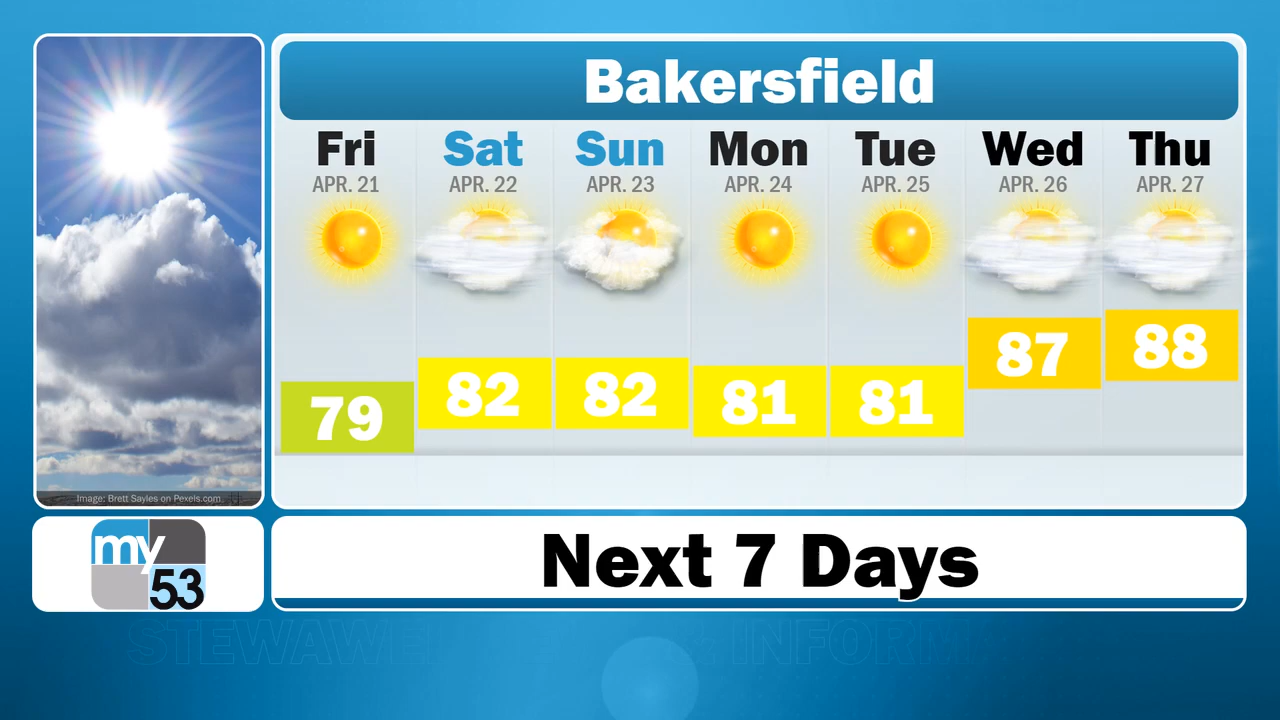 Bakersfield
Fri Sat Sun Mon Tue Wed Thu
APR. 21 APR. 22 APR. 23 APR. 24 APR. 25 APR. 26 APR. 27
79 82 82 81 81 87 88
Image: Brett Sayles on Pexels.com
my
53
Next 7 Days